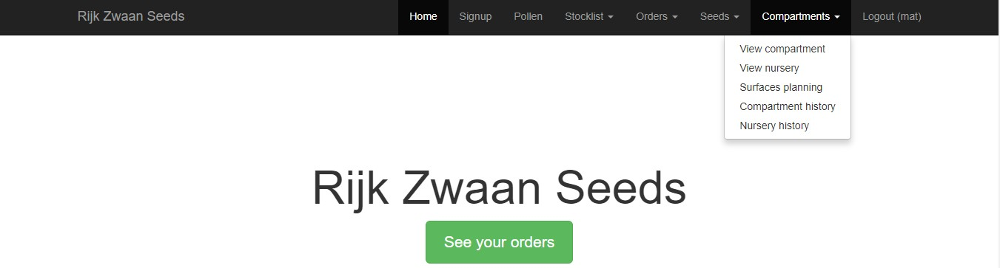 Rijk Zwaan Seeds Home Signup Pollen Stocklist Orders Seeds Compartments Logout (mat)
View compartment
View nursery
Surfaces planning
Compartment history
Nursery history
Rijk Zwaan Seeds
See your orders